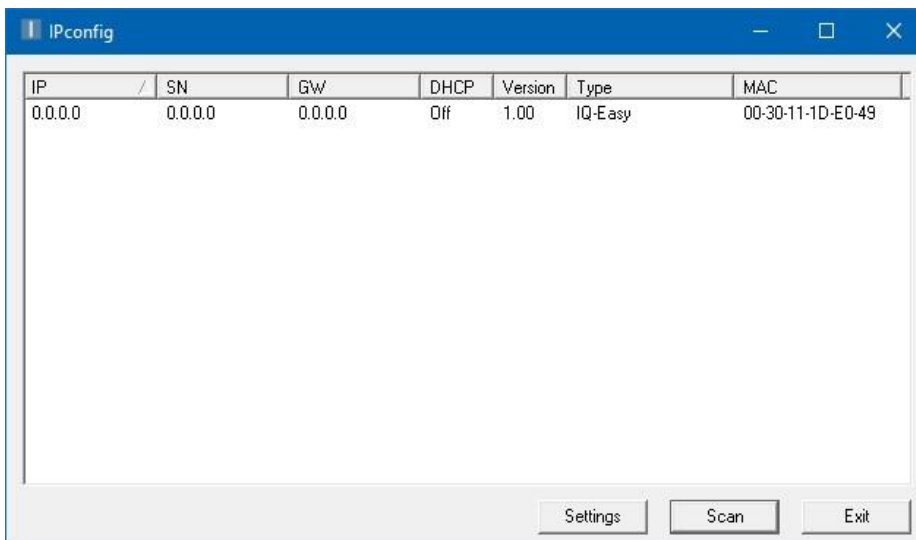 IPconfig
IP / SN GW DHCP Version Type MAC
0.0.0.0 0.0.0.0 0.0.0.0 Off 1.00 IQ-Easy 00-30-11-1D-E0-49
Settings Scan Exit